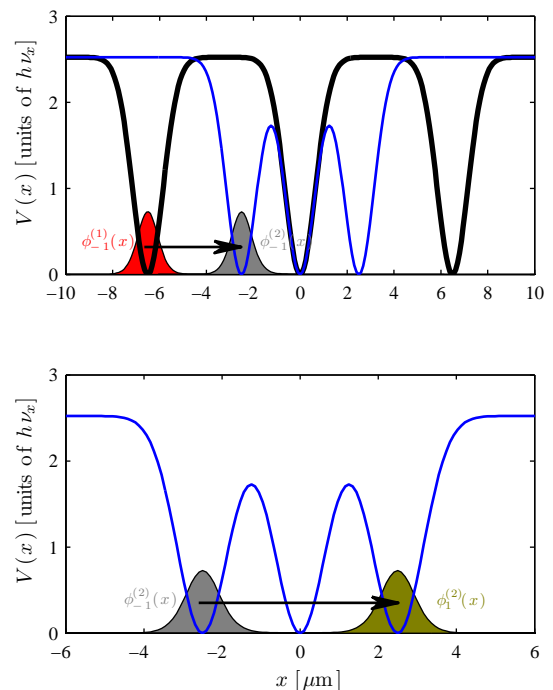 3
2
1
0
V(x) [units of hν_x]
ϕ_{−1}^{(1)}(x)
ϕ_{−1}^{(2)}(x)
−10 −8 −6 −4 −2 0 2 4 6 8 10
3
2
1
0
V(x) [units of hν_x]
ϕ_{−1}^{(2)}(x)
ϕ_{1}^{(2)}(x)
−6 −4 −2 0 2 4 6
x [μm]